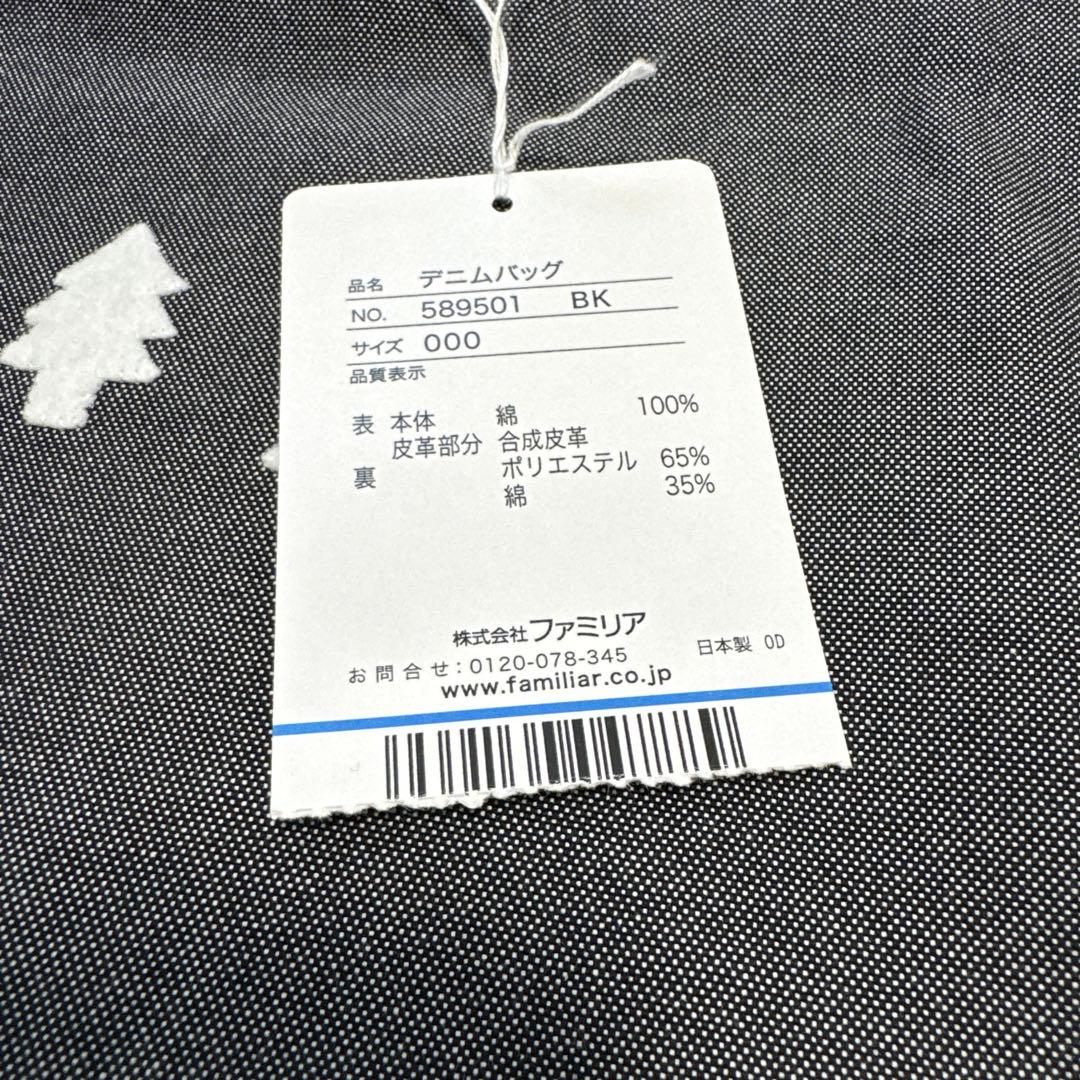 品名 デニムバッグ
NO. 589501 BK
サイズ 000
品質表示
表 本体 綿 100%
皮革部分 合成皮革
裏 ポリエステル 65%
綿 35%
株式会社ファミリア
お問合せ:0120-078-345 日本製 OD
www.familiar.co.jp